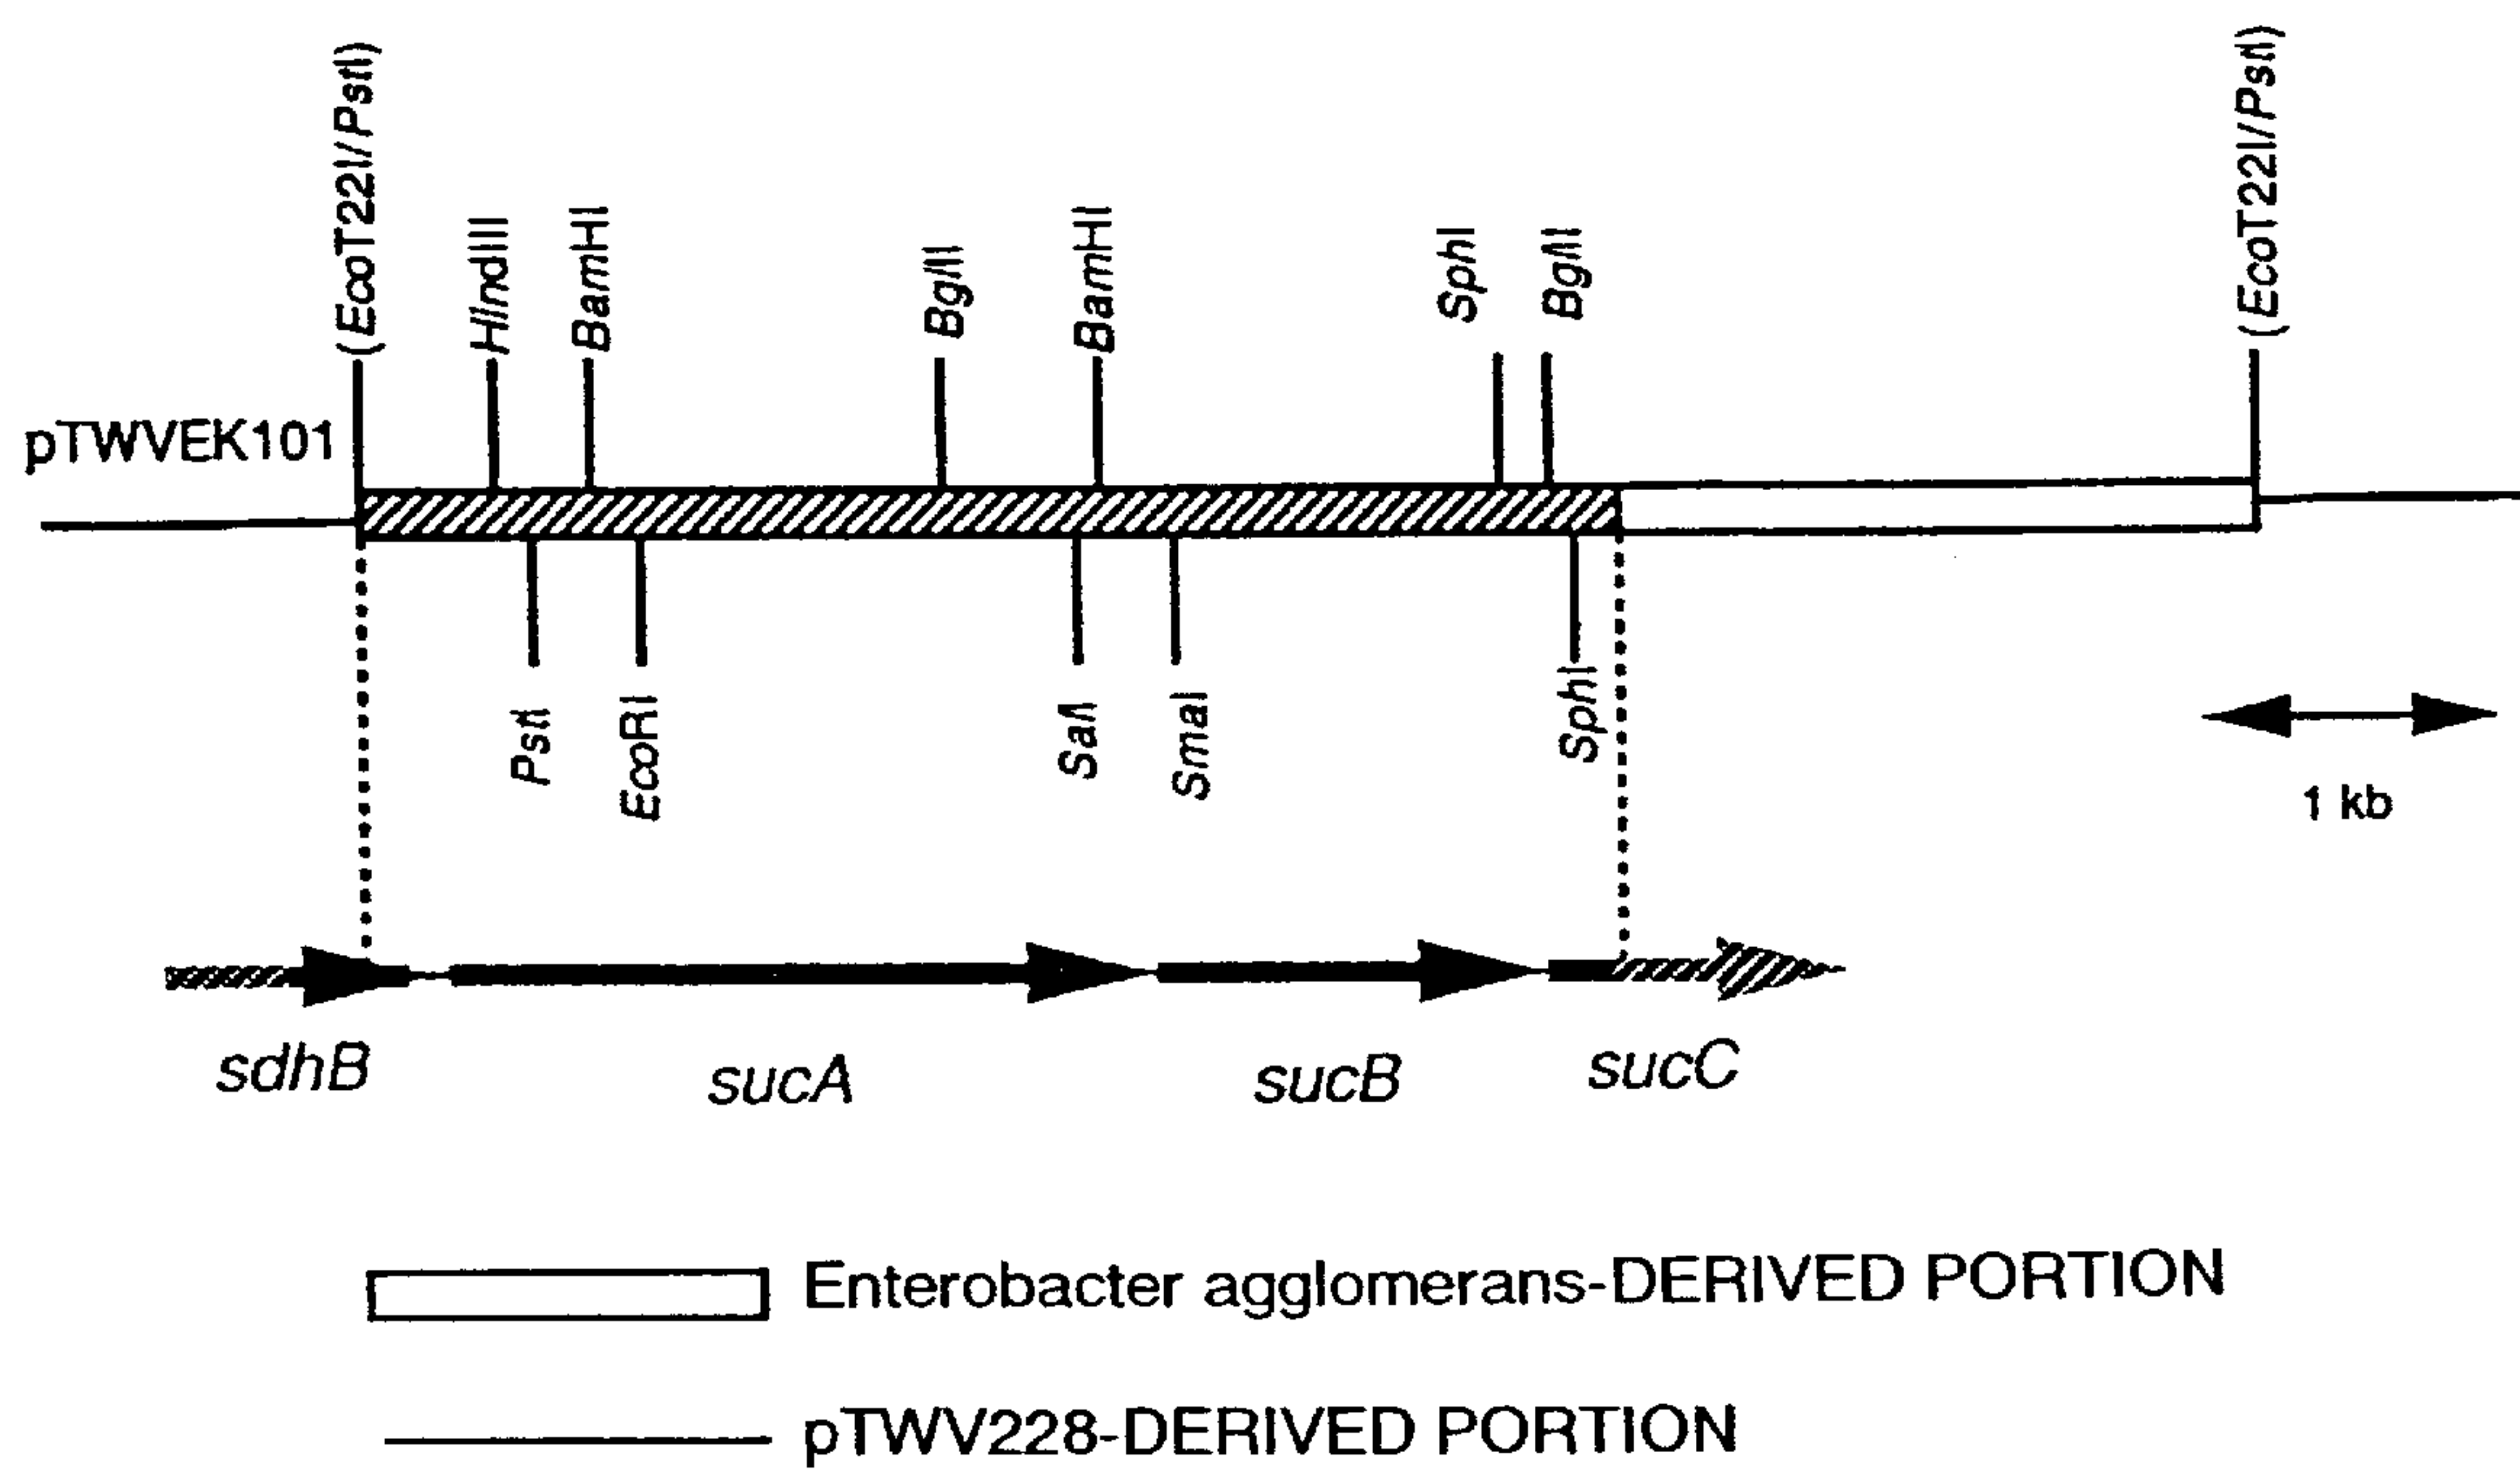 (EcoT22I/PstI)
HindIII
BamHI
BglII
BamHI
SphI
BglII
(EcoT22I/PstI)
pTWVEK101
PstI
EcoRI
SalI
SmaI
SphI
1 kb
sdhB
sucA
sucB
sucC
Enterobacter agglomerans-DERIVED PORTION
pTWV228-DERIVED PORTION